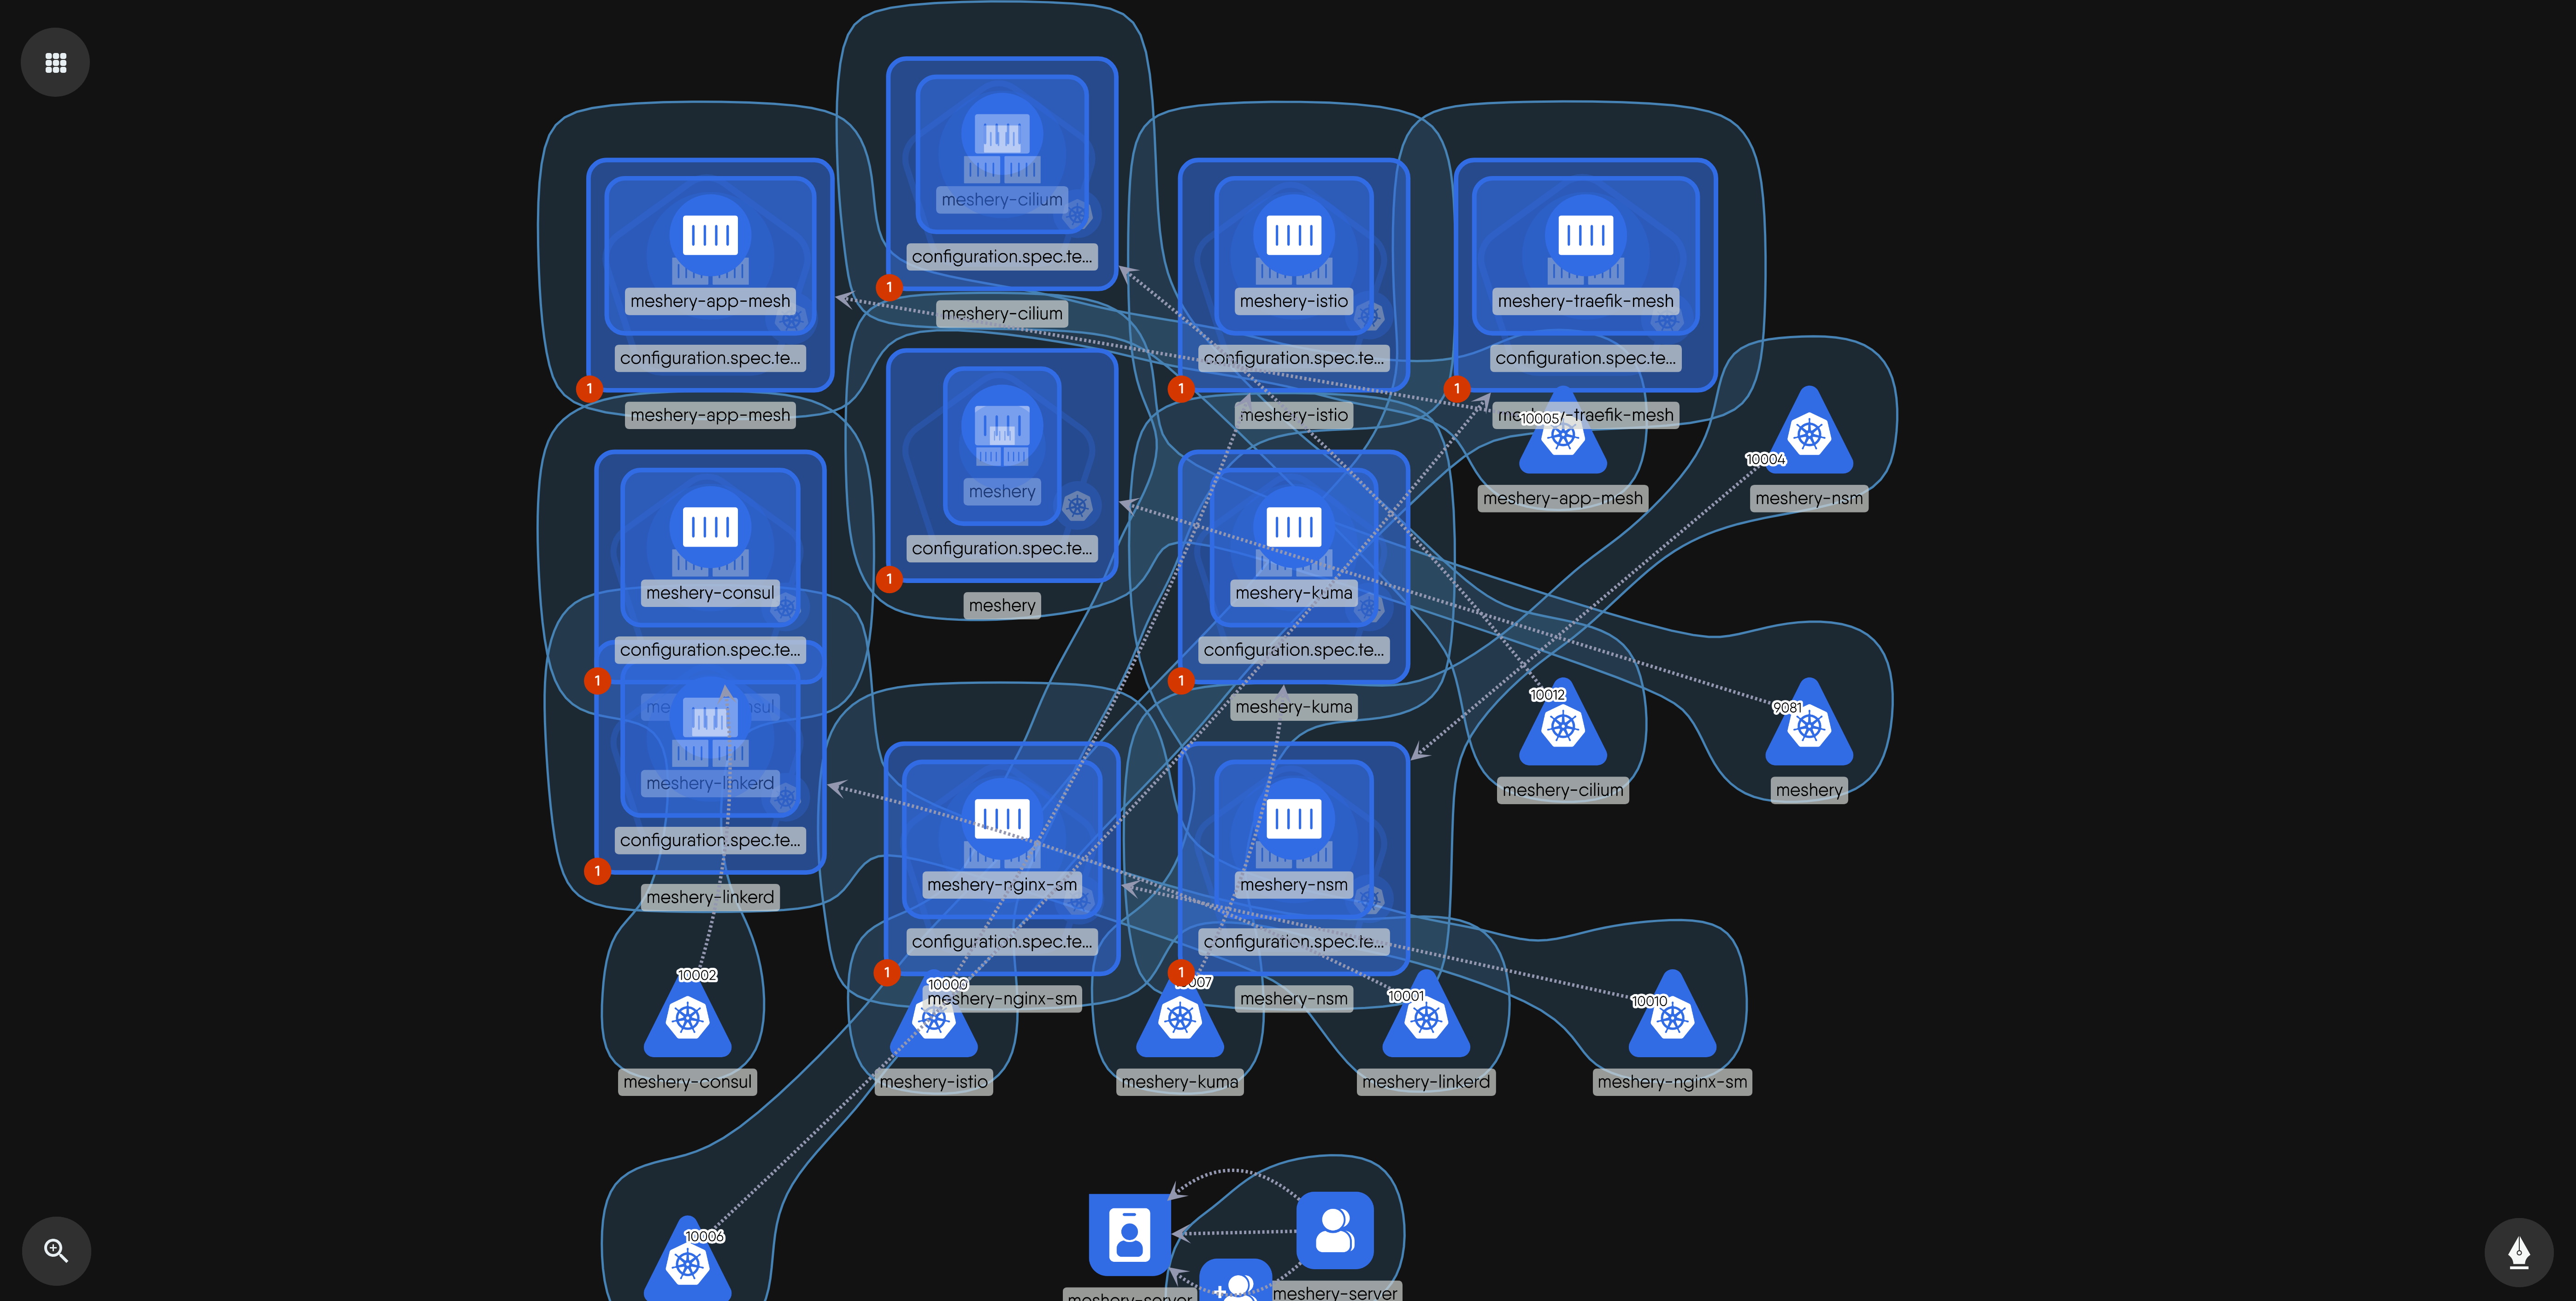 meshery-cilium
configuration.spec.te...
1
meshery-cilium
meshery-app-mesh
configuration.spec.te...
1
meshery-app-mesh
meshery-istio
configuration.spec.te...
1
meshery-istio
meshery-traefik-mesh
configuration.spec.te...
1
10005
meshery-app-mesh
10004
meshery-nsm
meshery
configuration.spec.te...
1
meshery
meshery-consul
configuration.spec.te...
1
meshery-kuma
configuration.spec.te...
1
meshery-kuma
meshery-linkerd
configuration.spec.te...
1
meshery-linkerd
10012
meshery-cilium
9081
meshery
meshery-nginx-sm
configuration.spec.te...
1
meshery-nginx-sm
meshery-nsm
configuration.spec.te...
1
meshery-nsm
10002
meshery-consul
10000
meshery-istio
meshery-kuma
10001
meshery-linkerd
10010
meshery-nginx-sm
10006
meshery-server
meshery-server